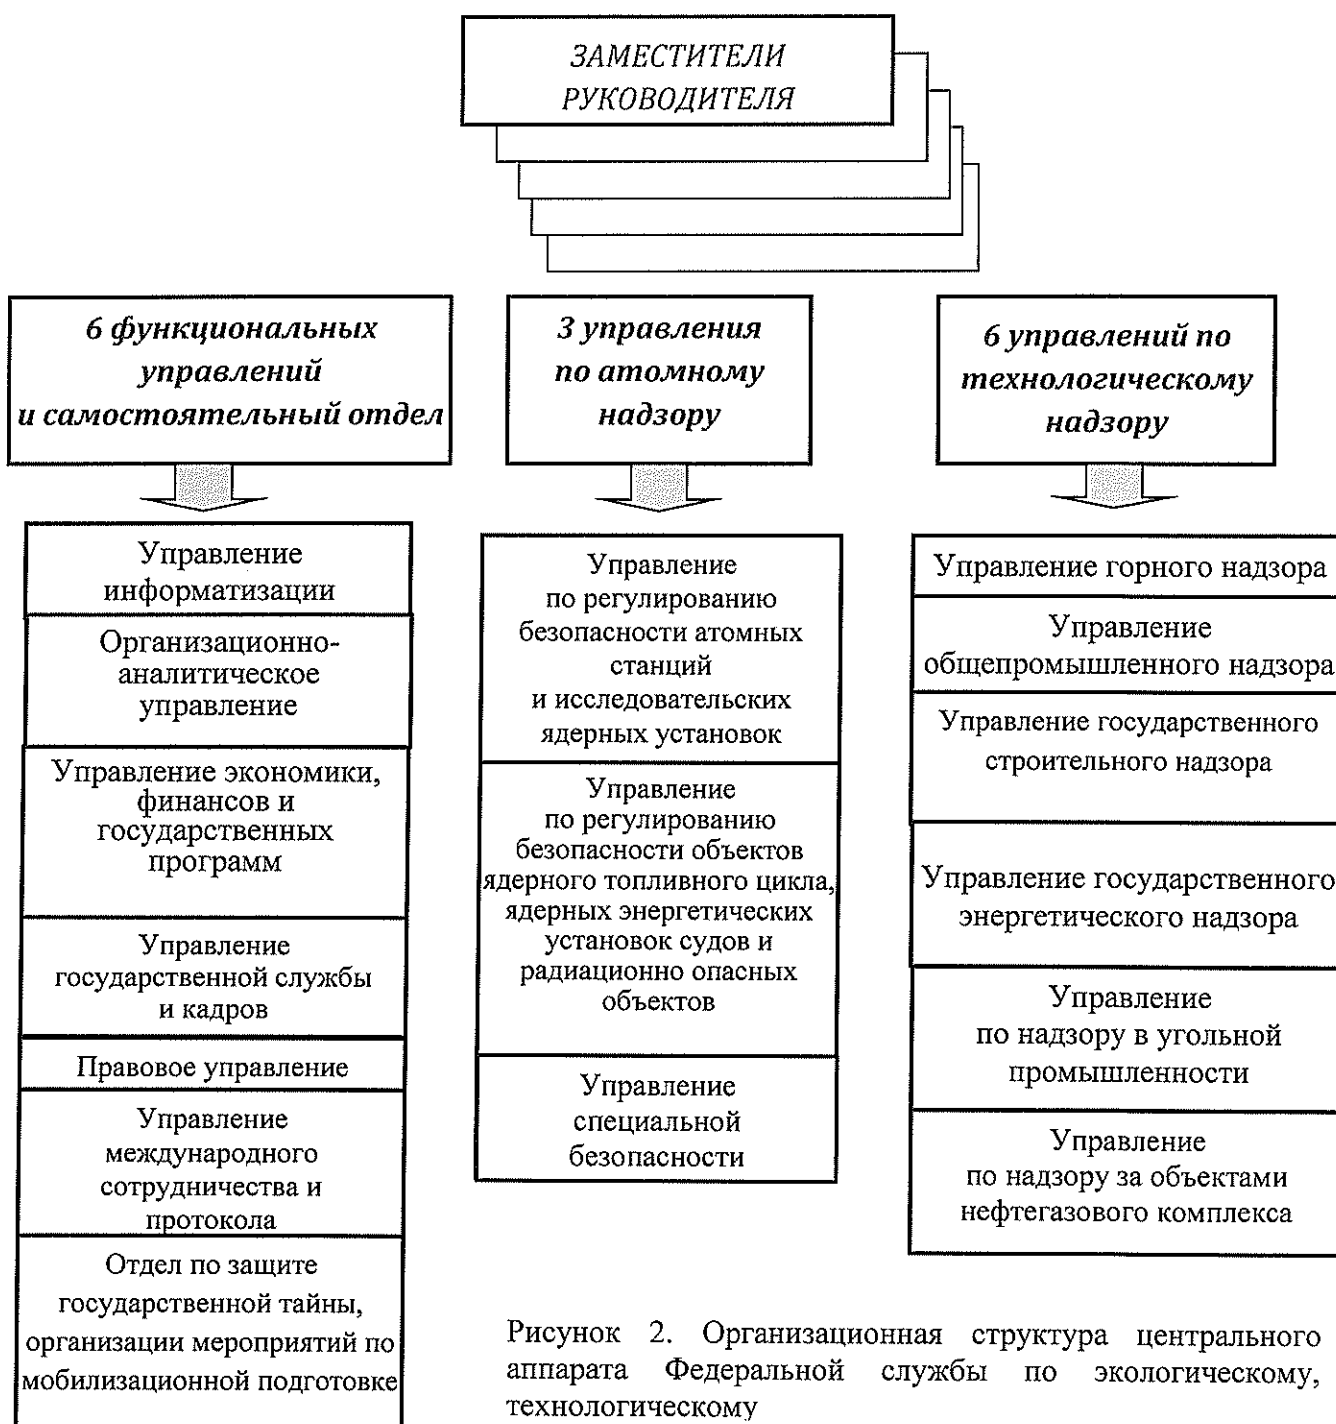 ЗАМЕСТИТЕЛИ
РУКОВОДИТЕЛЯ
6 функциональных
управлений
и самостоятельный отдел
3 управления
по атомному
надзору
6 управлений по
технологическому
надзору
Управление
информатизации
Организационно-
аналитическое
управление
Управление экономики,
финансов и
государственных
программ
Управление
государственной службы
и кадров
Правовое управление
Управление
международного
сотрудничества и
протокола
Отдел по защите
государственной тайны,
организации мероприятий по
мобилизационной подготовке
Управление
по регулированию
безопасности атомных
станций
и исследовательских
ядерных установок
Управление
по регулированию
безопасности объектов
ядерного топливного цикла,
ядерных энергетических
установок судов и
радиационно опасных
объектов
Управление
специальной
безопасности
Управление горного надзора
Управление
общепромышленного надзора
Управление государственного
строительного надзора
Управление государственного
энергетического надзора
Управление
по надзору в угольной
промышленности
Управление
по надзору за объектами
нефтегазового комплекса
Рисунок 2. Организационная структура центрального
аппарата Федеральной службы по экологическому,
технологическому